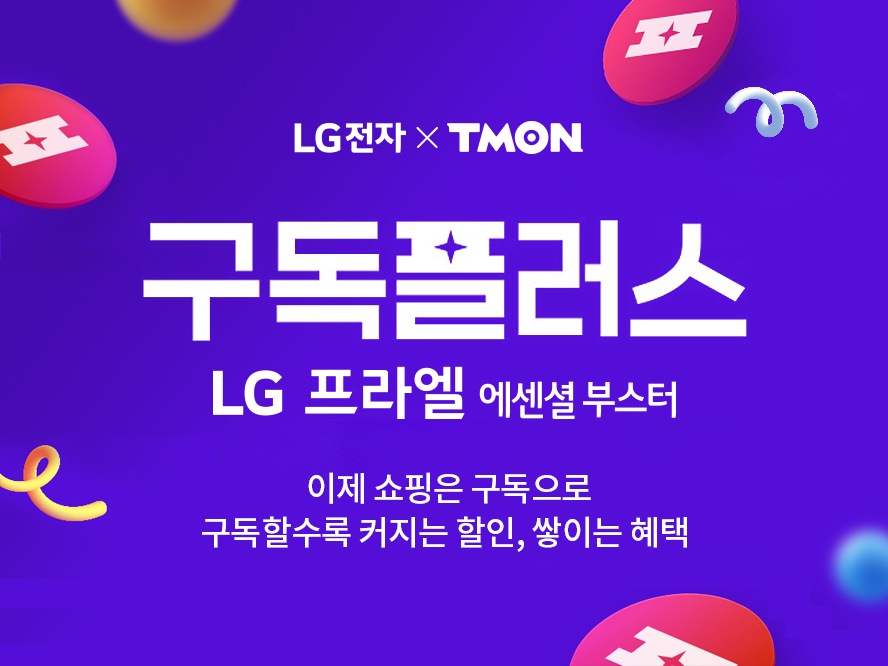 LG전자 × TMON
구독플러스
LG 프라엘 에센셜 부스터
이제 쇼핑은 구독으로
구독할수록 커지는 할인, 쌓이는 혜택